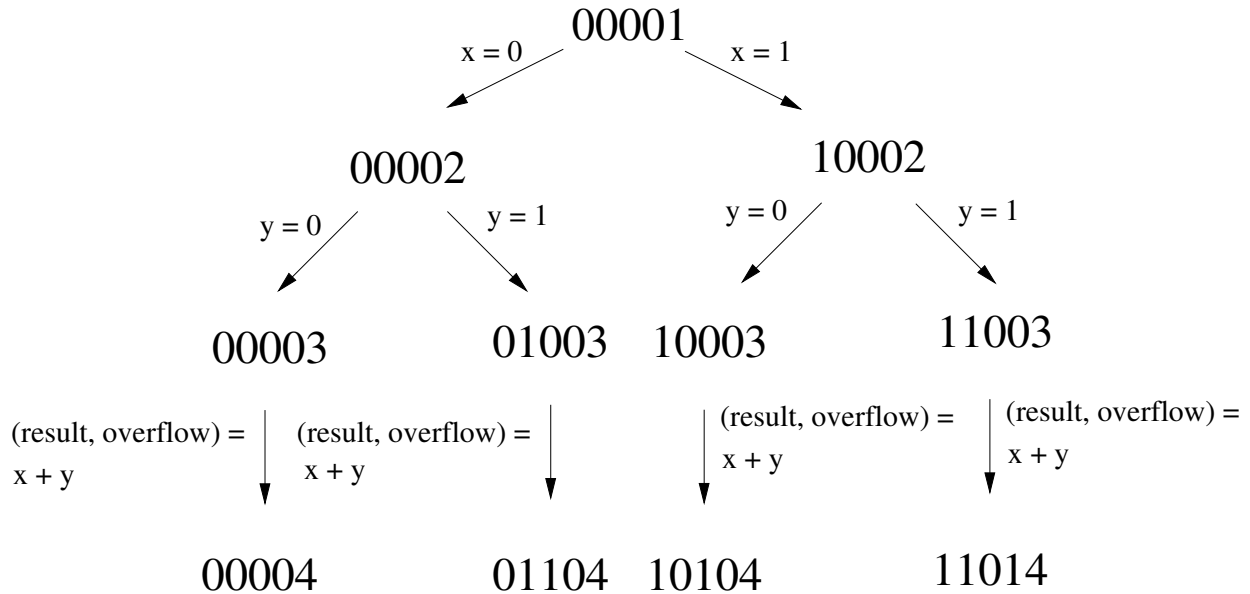 00001
x = 0
x = 1
00002
10002
y = 0
y = 1
y = 0
y = 1
00003
01003
10003
11003
(result, overflow) =
x + y
(result, overflow) =
x + y
(result, overflow) =
x + y
(result, overflow) =
x + y
00004
01104
10104
11014